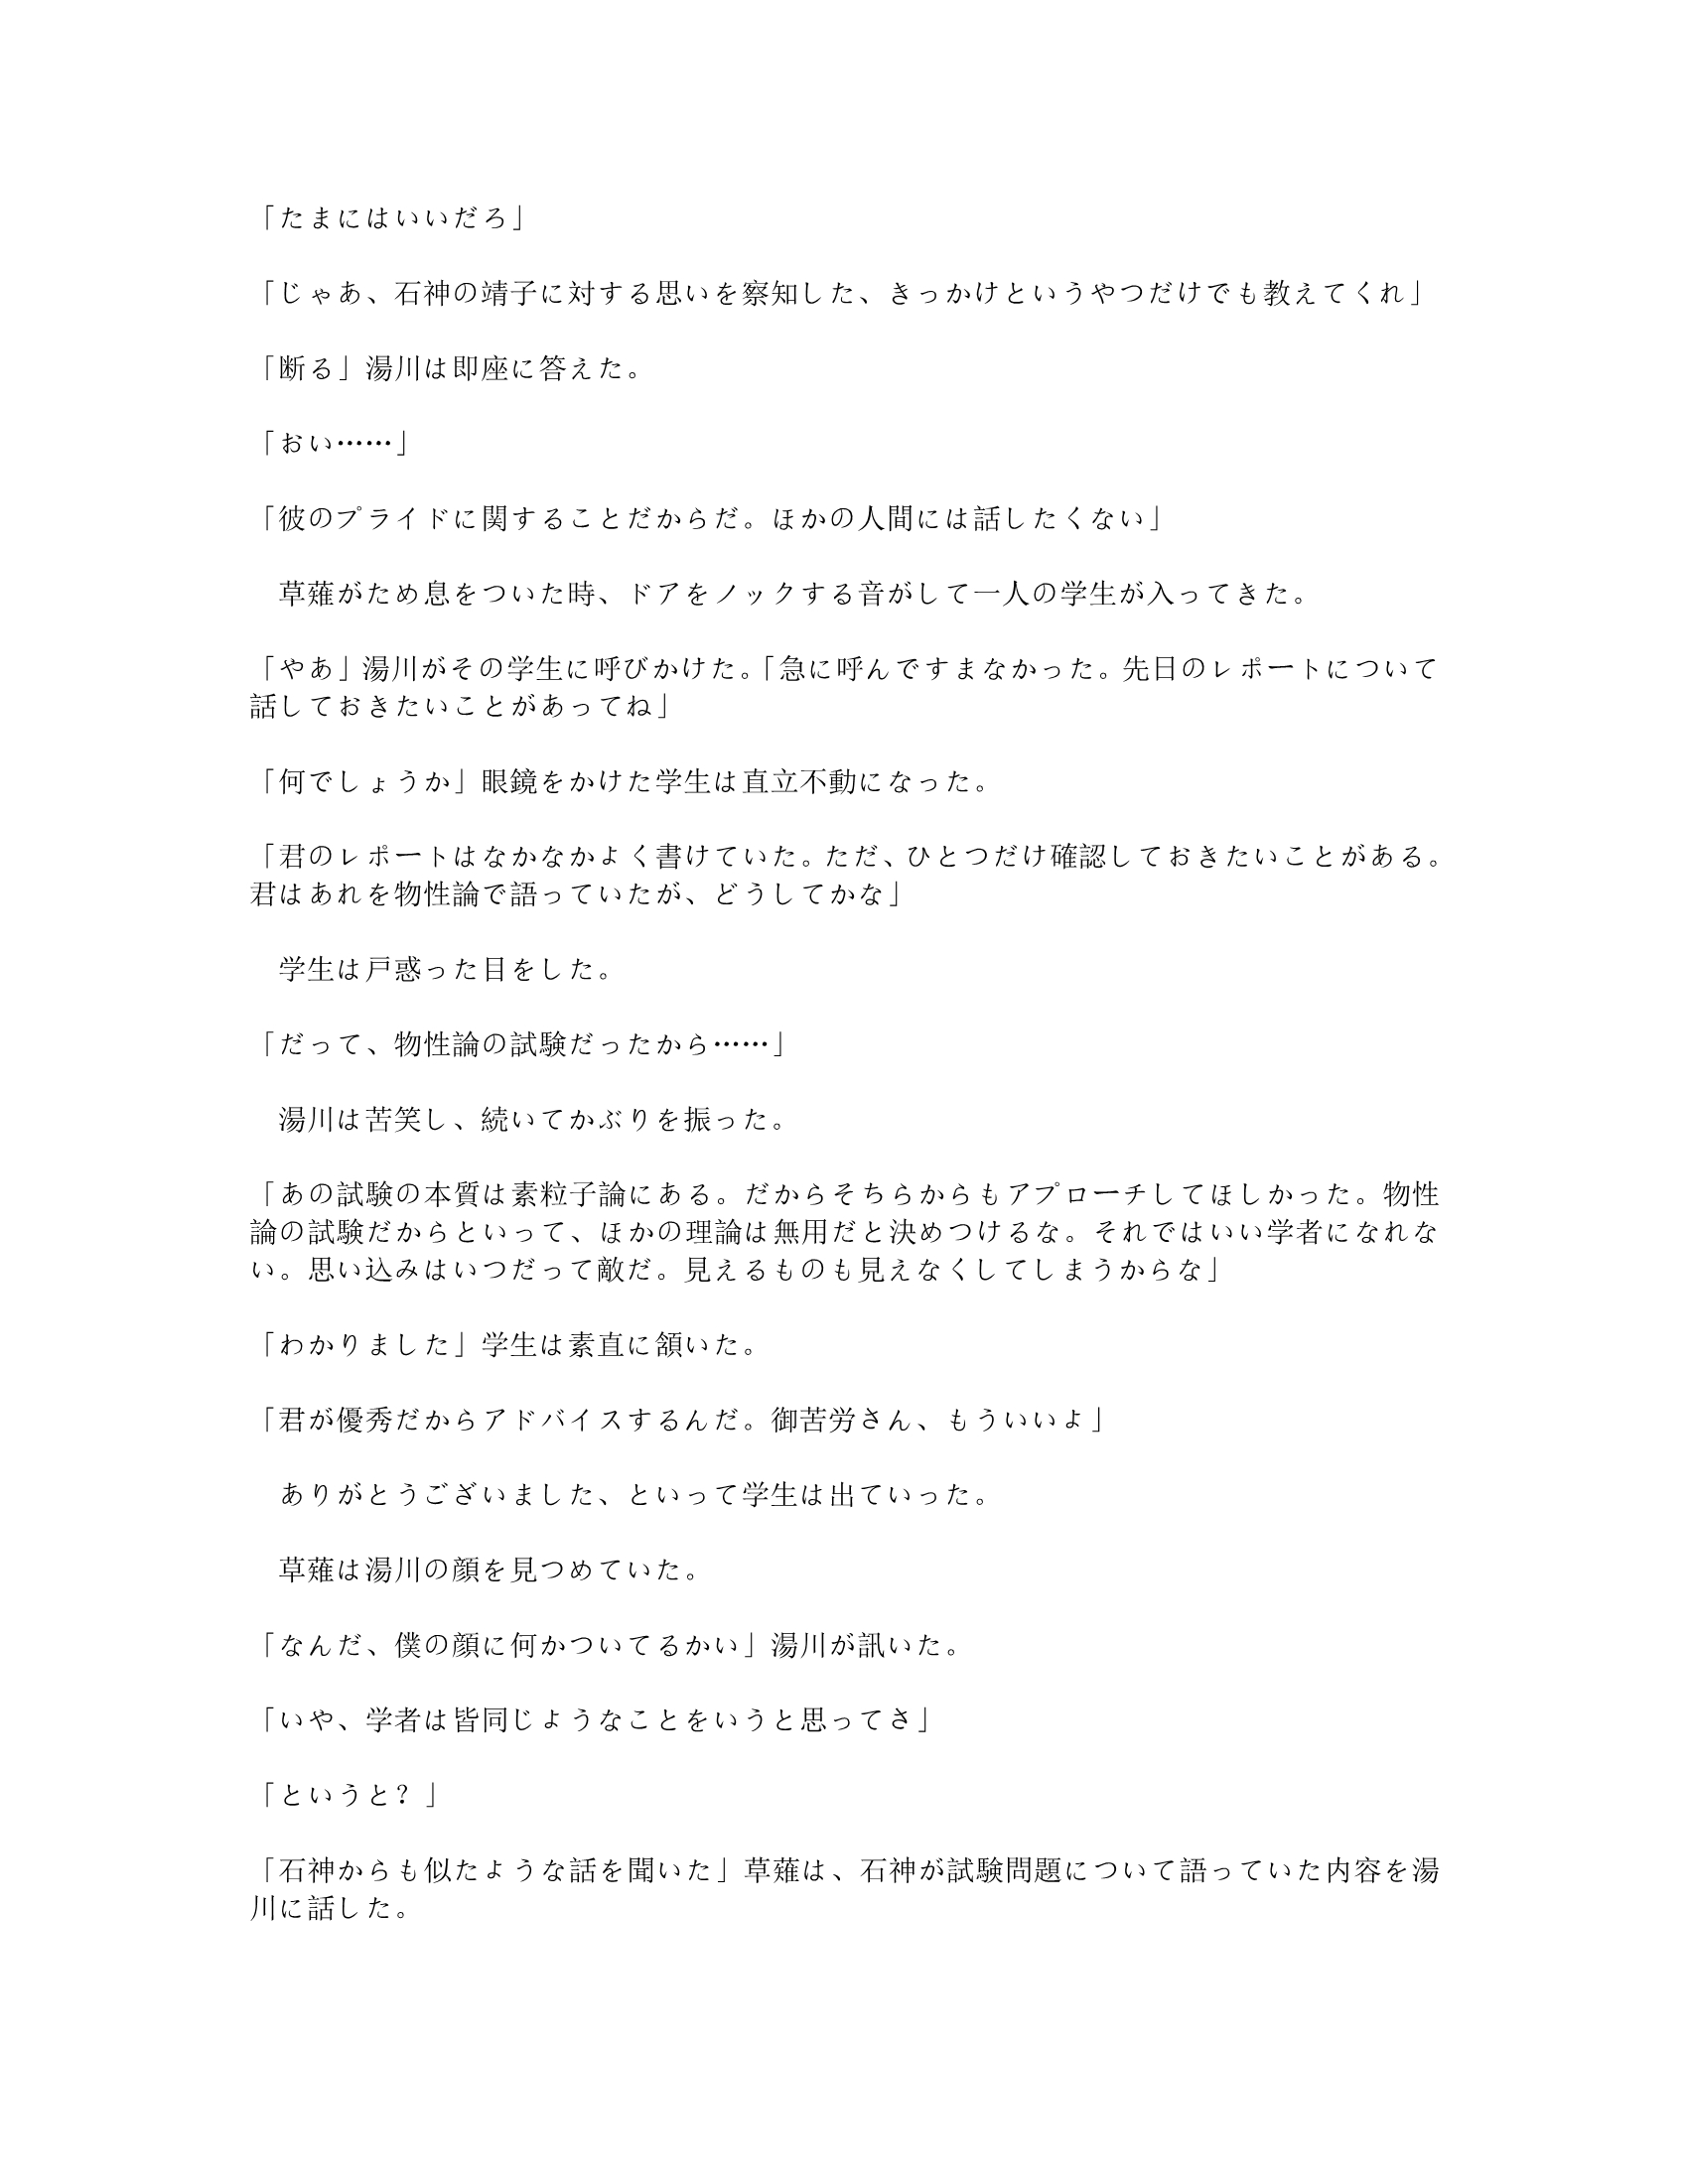 「たまにはいいだろ」
「じゃあ、石神の靖子に対する思いを察知した、きっかけというやつだけでも教えてくれ」
「断る」湯川は即座に答えた。
「おい……」
「彼のプライドに関することだからだ。ほかの人間には話したくない」
　草薙がため息をついた時、ドアをノックする音がして一人の学生が入ってきた。
「やあ」湯川がその学生に呼びかけた。「急に呼んですまなかった。先日のレポートについて
話しておきたいことがあってね」
「何でしょうか」眼鏡をかけた学生は直立不動になった。
「君のレポートはなかなかよく書けていた。ただ、ひとつだけ確認しておきたいことがある。
君はあれを物性論で語っていたが、どうしてかな」
　学生は戸惑った目をした。
「だって、物性論の試験だったから……」
　湯川は苦笑し、続いてかぶりを振った。
「あの試験の本質は素粒子論にある。だからそちらからもアプローチしてほしかった。物性
論の試験だからといって、ほかの理論は無用だと決めつけるな。それではいい学者になれな
い。思い込みはいつだって敵だ。見えるものも見えなくしてしまうからな」
「わかりました」学生は素直に頷いた。
「君が優秀だからアドバイスするんだ。御苦労さん、もういいよ」
　ありがとうございました、といって学生は出ていった。
　草薙は湯川の顔を見つめていた。
「なんだ、僕の顔に何かついてるかい」湯川が訊いた。
「いや、学者は皆同じようなことをいうと思ってさ」
「というと？」
「石神からも似たような話を聞いた」草薙は、石神が試験問題について語っていた内容を湯
川に話した。